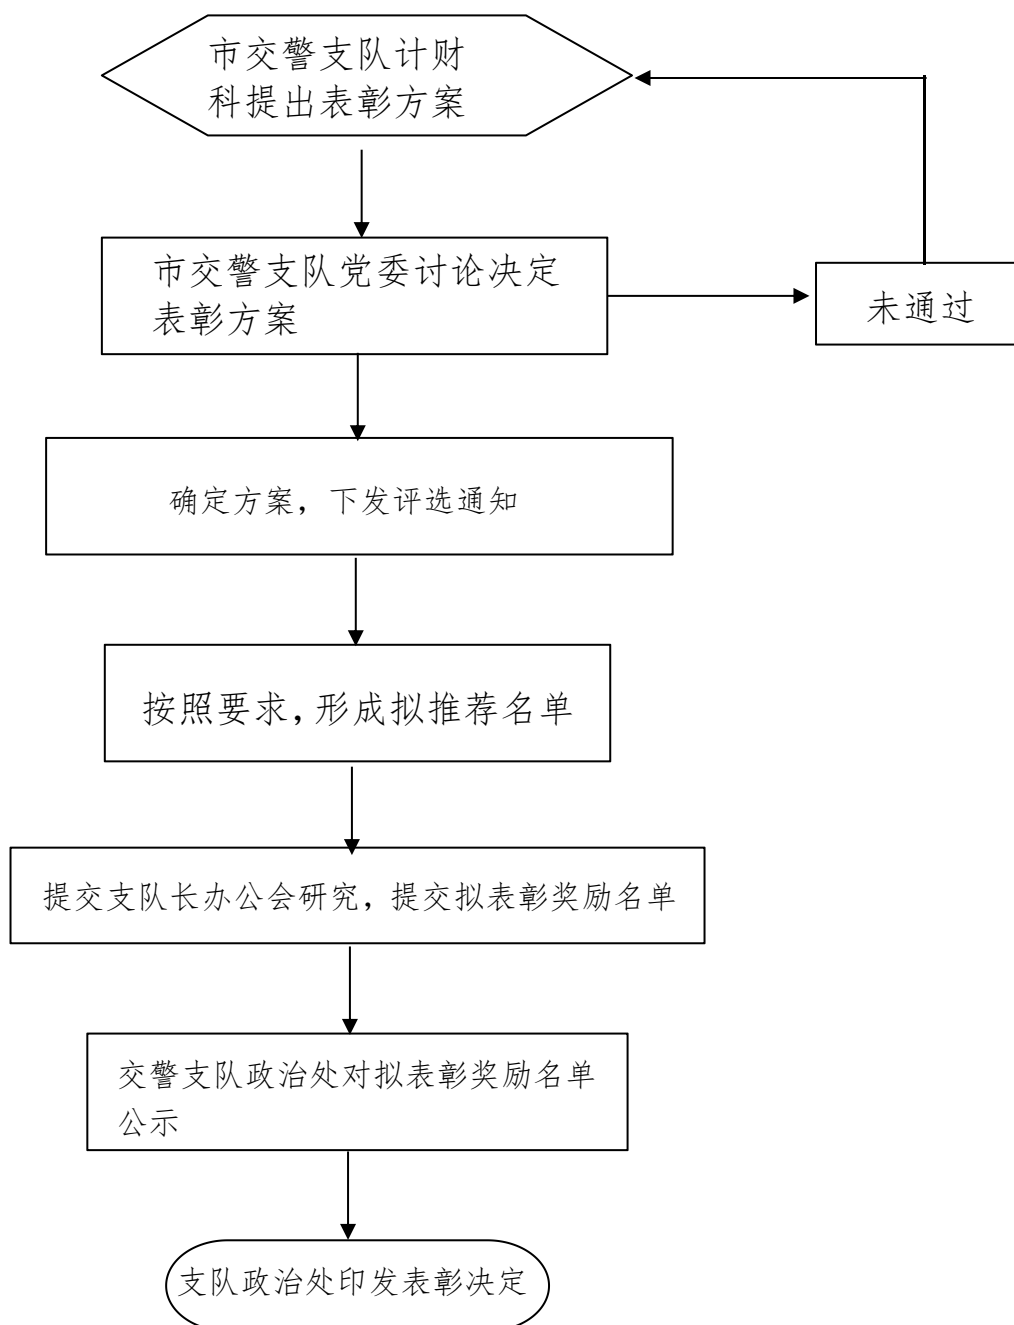 市交警支队计财
科提出表彰方案
市交警支队党委讨论决定
表彰方案
未通过
确定方案，下发评选通知
按照要求，形成拟推荐名单
提交支队长办公会研究，提交拟表彰奖励名单
交警支队政治处对拟表彰奖励名单
公示
支队政治处印发表彰决定